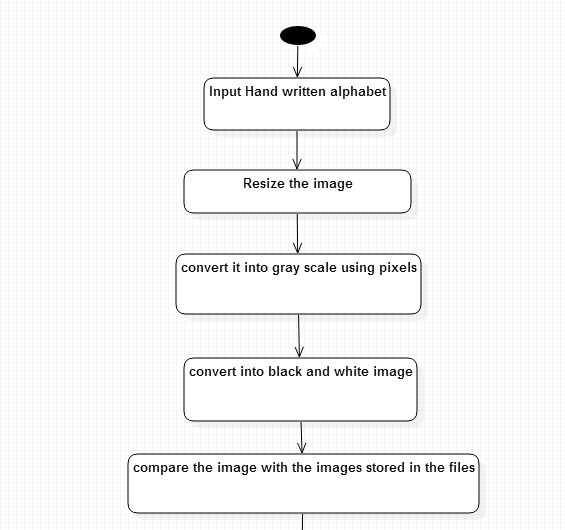 Input Hand written alphabet
Resize the image
convert it into gray scale using pixels
convert into black and white image
compare the image with the images stored in the files